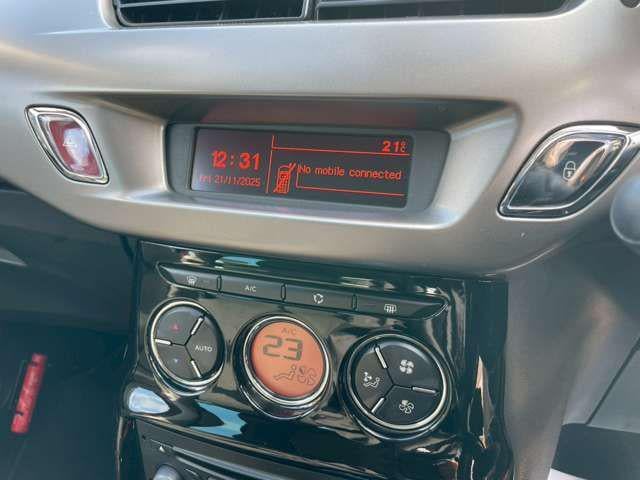 21°C
12:31
Fri 21/11/2025
No mobile connected
A/C
AUTO
A/C
23